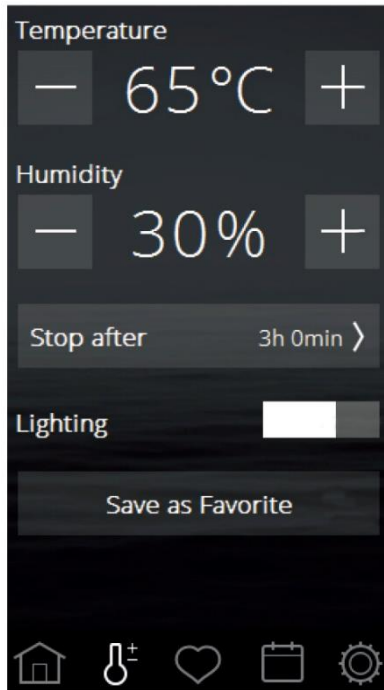 Temperature
− 65°C +
Humidity
− 30% +
Stop after 3h 0min ⟩
Lighting
Save as Favorite